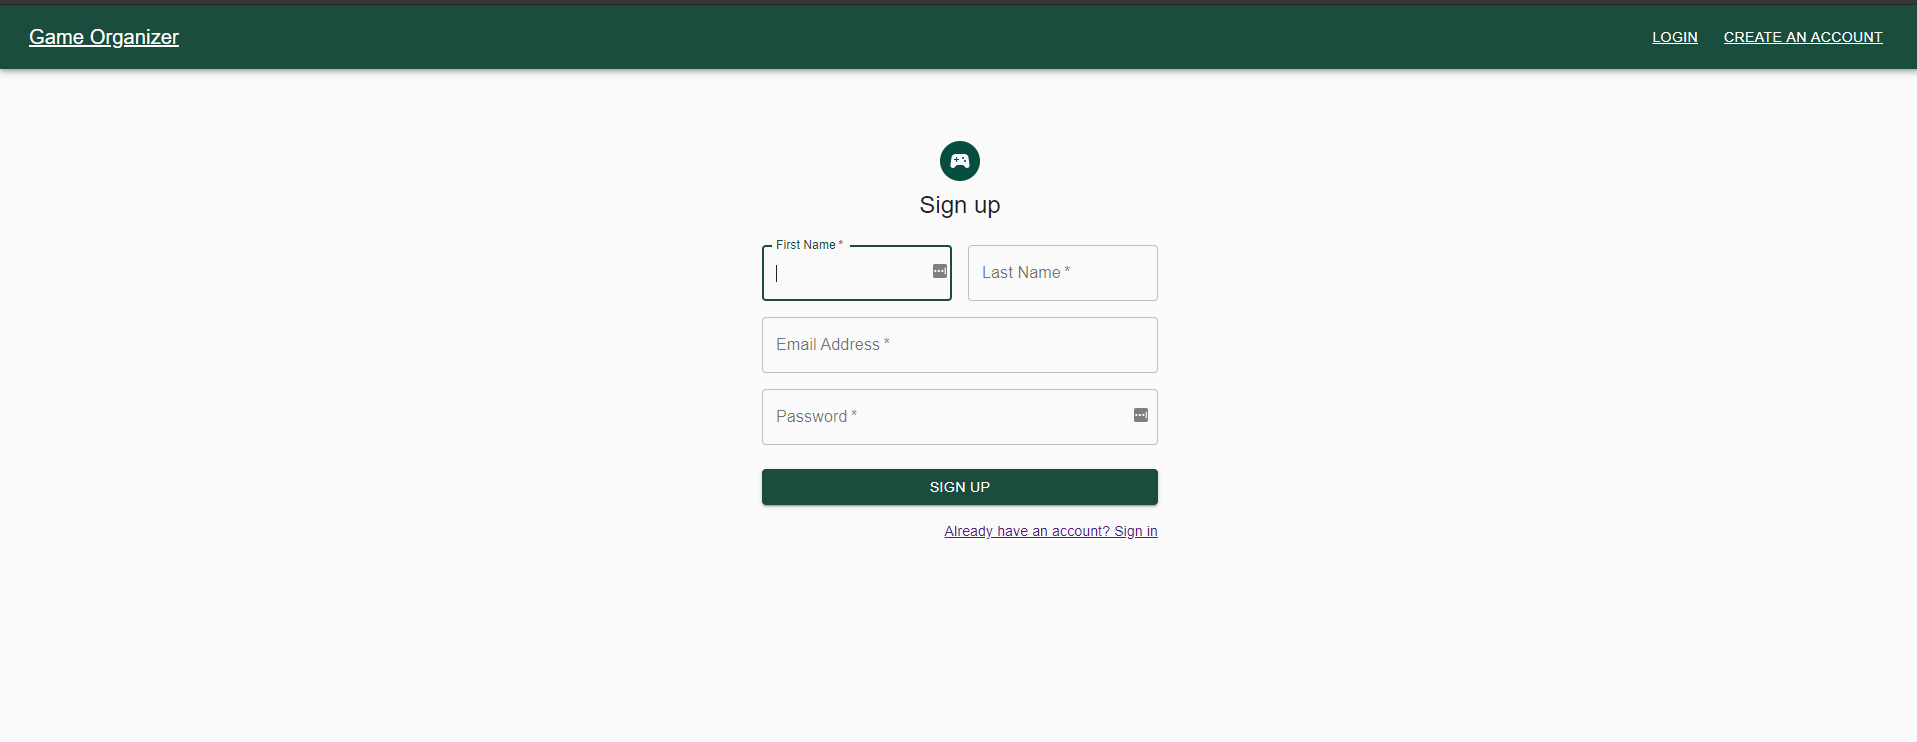 Game Organizer
LOGIN
CREATE AN ACCOUNT
Sign up
First Name *
Last Name *
Email Address *
Password *
SIGN UP
Already have an account? Sign in